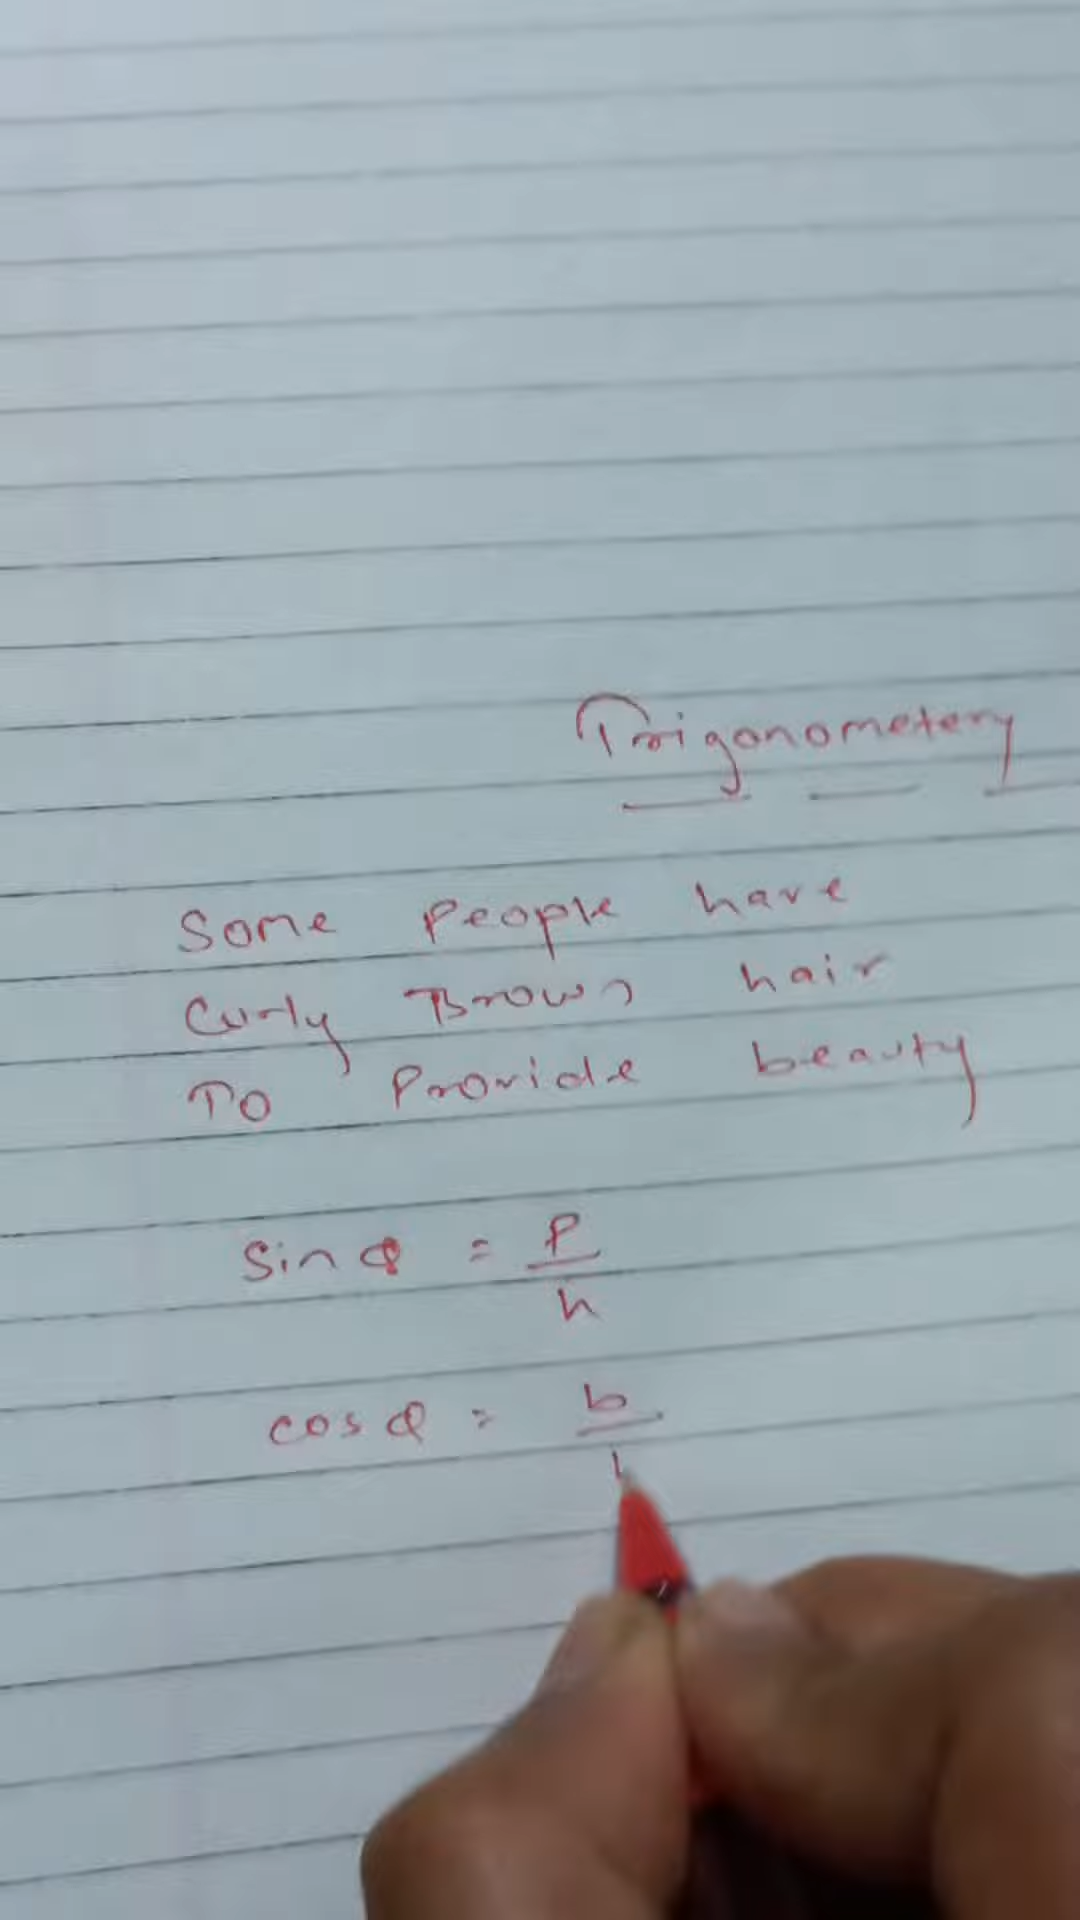 Trigonometery
Some People have
Curly Brown hair
To Provide beauty
Sin φ = P/h
cos φ = b/